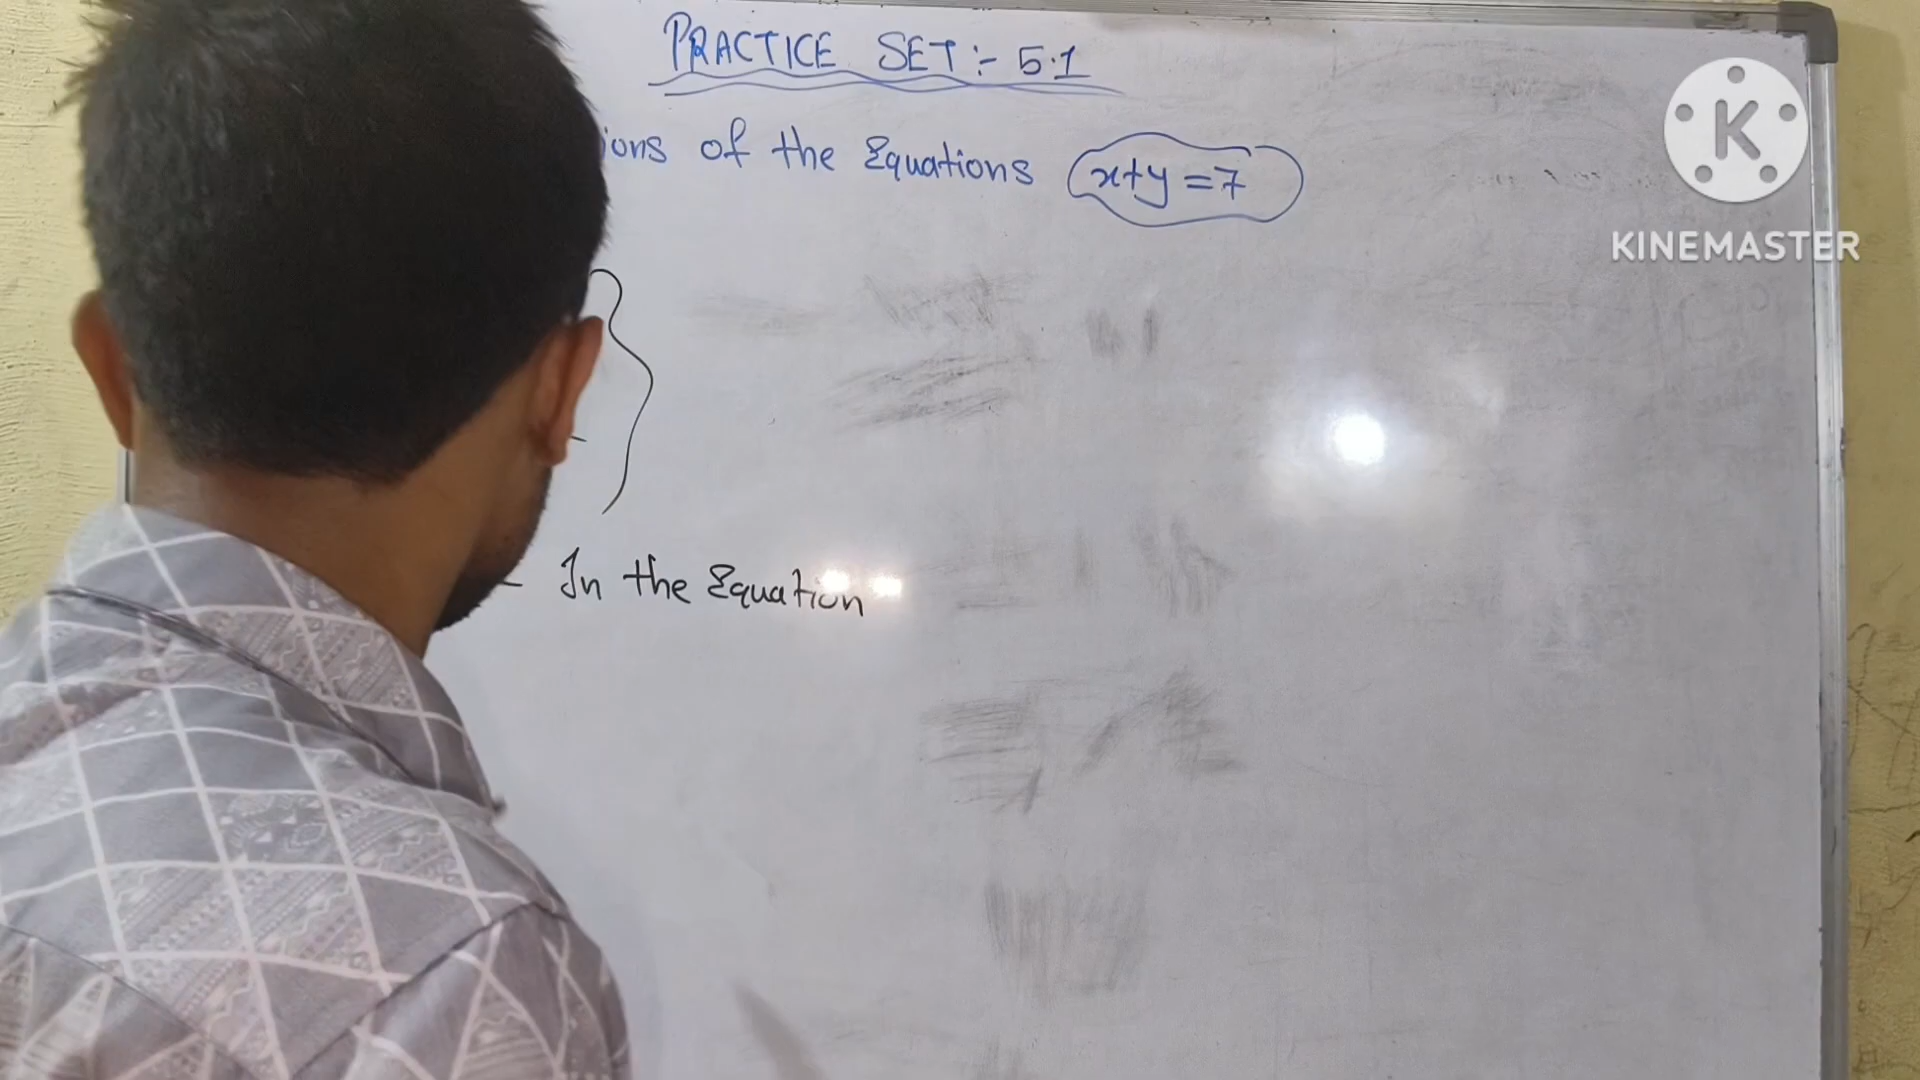 PRACTICE SET:- 5.1
ions of the Equations x+y=7
In the Equation
K
KINEMASTER